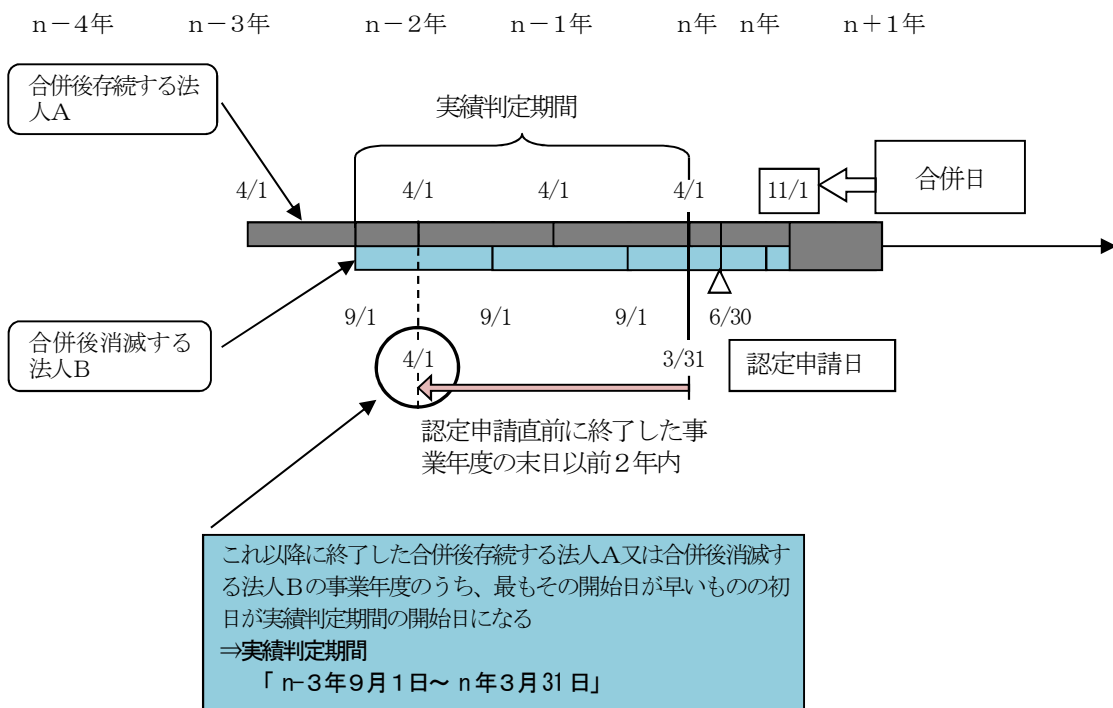 n－4年 n－3年 n－2年 n－1年 n年 n年 n＋1年
合併後存続する法
人A
実績判定期間
4/1 4/1 4/1 4/1 11/1
合併日
9/1 9/1 9/1 6/30
合併後消滅する
法人B
4/1 3/31
認定申請日
認定申請直前に終了した事
業年度の末日以前２年内
これ以降に終了した合併後存続する法人A又は合併後消滅す
る法人Bの事業年度のうち、最もその開始日が早いものの初
日が実績判定期間の開始日になる
⇒実績判定期間
「 n-３年９月１日～ n 年３月 31 日」